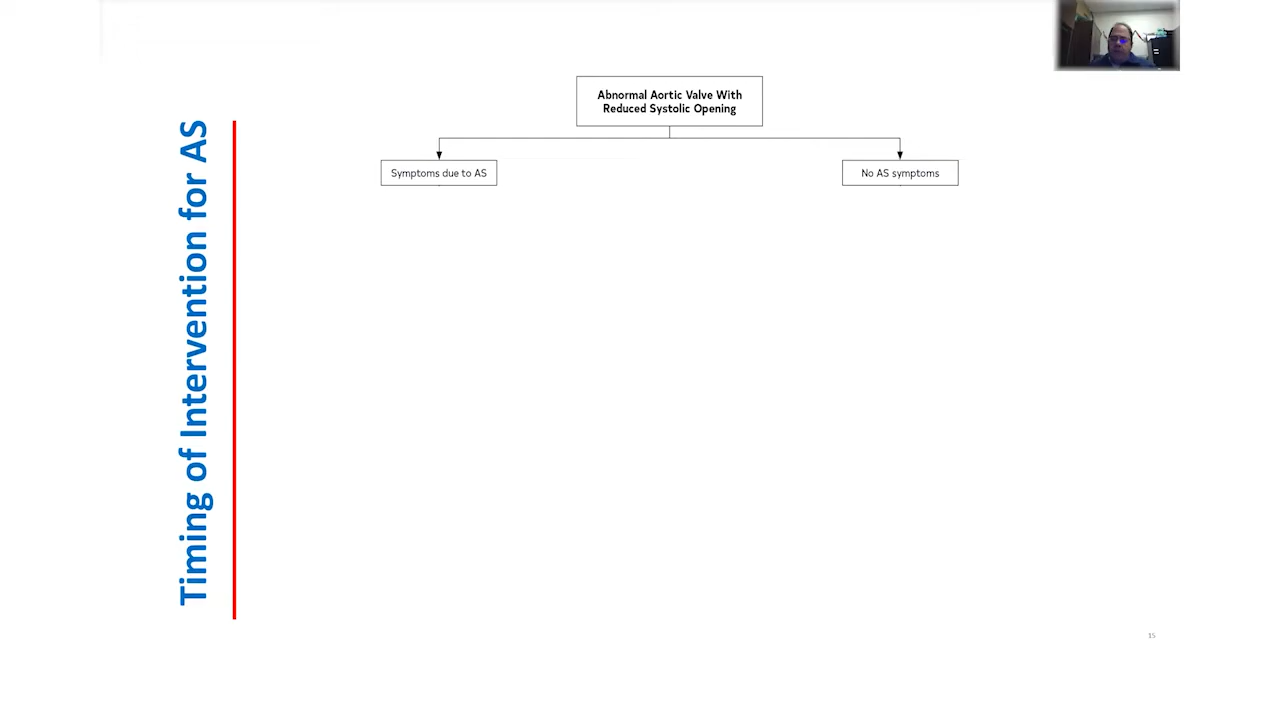 Timing of Intervention for AS
Abnormal Aortic Valve With
Reduced Systolic Opening
Symptoms due to AS
No AS symptoms
15